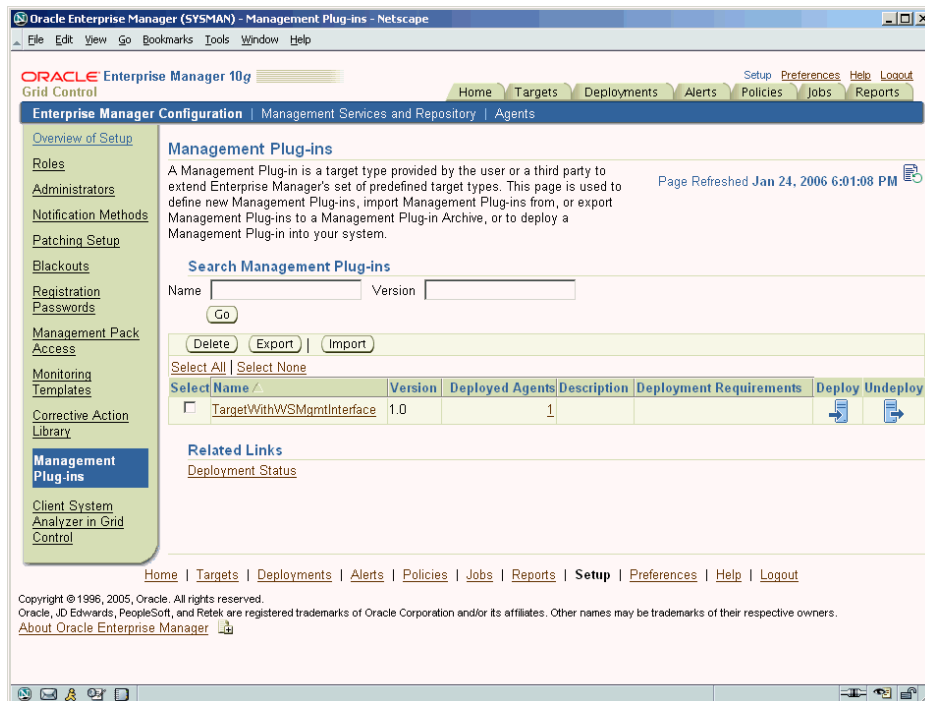 Oracle Enterprise Manager (SYSMAN) - Management Plug-ins - Netscape
File Edit View Go Bookmarks Tools Window Help
ORACLE Enterprise Manager 10g
Grid Control
Setup Preferences Help Logout
Home Targets Deployments Alerts Policies Jobs Reports
Enterprise Manager Configuration | Management Services and Repository | Agents
Overview of Setup
Roles
Administrators
Notification Methods
Patching Setup
Blackouts
Registration
Passwords
Management Pack
Access
Monitoring
Templates
Corrective Action
Library
Management
Plug-ins
Client System
Analyzer in Grid
Control
Management Plug-ins
A Management Plug-in is a target type provided by the user or a third party to
extend Enterprise Manager's set of predefined target types. This page is used to
define new Management Plug-ins, import Management Plug-ins from, or export
Management Plug-ins to a Management Plug-in Archive, or to deploy a
Management Plug-in into your system.
Page Refreshed Jan 24, 2006 6:01:08 PM
Search Management Plug-ins
Name Version
Go
Delete Export | Import
Select All | Select None
Select Name Version Deployed Agents Description Deployment Requirements Deploy Undeploy
TargetWithWSMgmtInterface 1.0 1
Related Links
Deployment Status
Home | Targets | Deployments | Alerts | Policies | Jobs | Reports | Setup | Preferences | Help | Logout
Copyright © 1996, 2005, Oracle. All rights reserved.
Oracle, JD Edwards, PeopleSoft, and Retek are registered trademarks of Oracle Corporation and/or its affiliates. Other names may be trademarks of their respective owners.
About Oracle Enterprise Manager